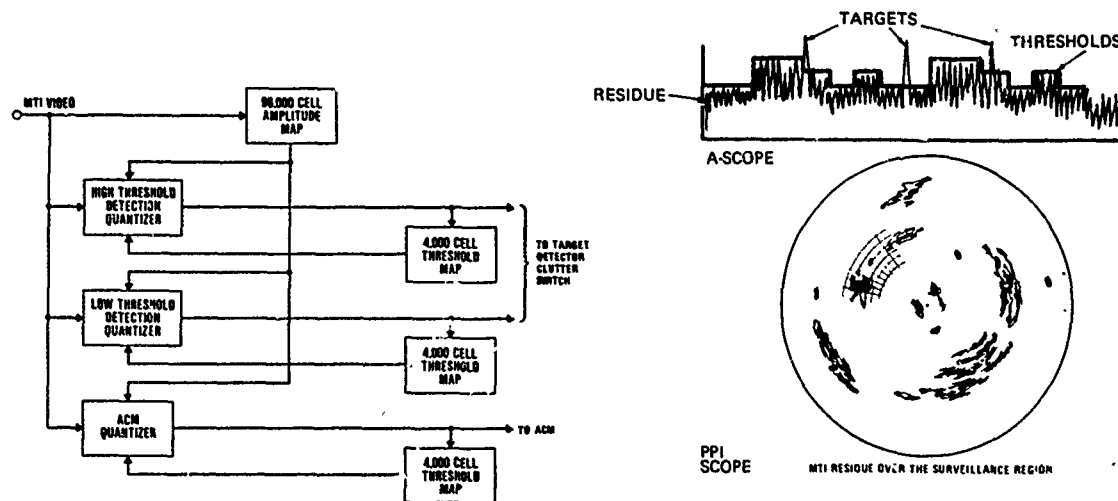 MTI VIDEO
98,000 CELL
AMPLITUDE
MAP
HIGH THRESHOLD
DETECTION
QUANTIZER
4,000 CELL
THRESHOLD MAP
TO TARGET
DETECTOR
CLUTTER
SWITCH
LOW THRESHOLD
DETECTION
QUANTIZER
4,000 CELL
THRESHOLD
MAP
ACM
QUANTIZER
TO ACM
4,000 CELL
THRESHOLD
MAP
TARGETS
THRESHOLDS
RESIDUE
A-SCOPE
PPI
SCOPE
MTI RESIDUE OVER THE SURVEILLANCE REGION